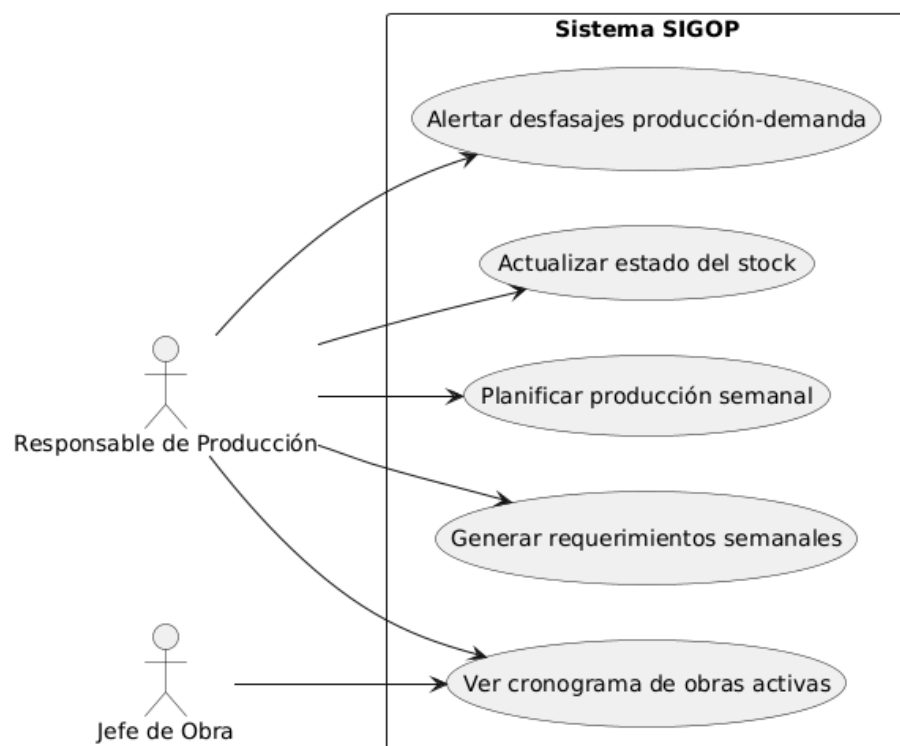 Sistema SIGOP
Alertar desfasajes producción-demanda
Actualizar estado del stock
Planificar producción semanal
Responsable de Producción
Generar requerimientos semanales
Ver cronograma de obras activas
Jefe de Obra